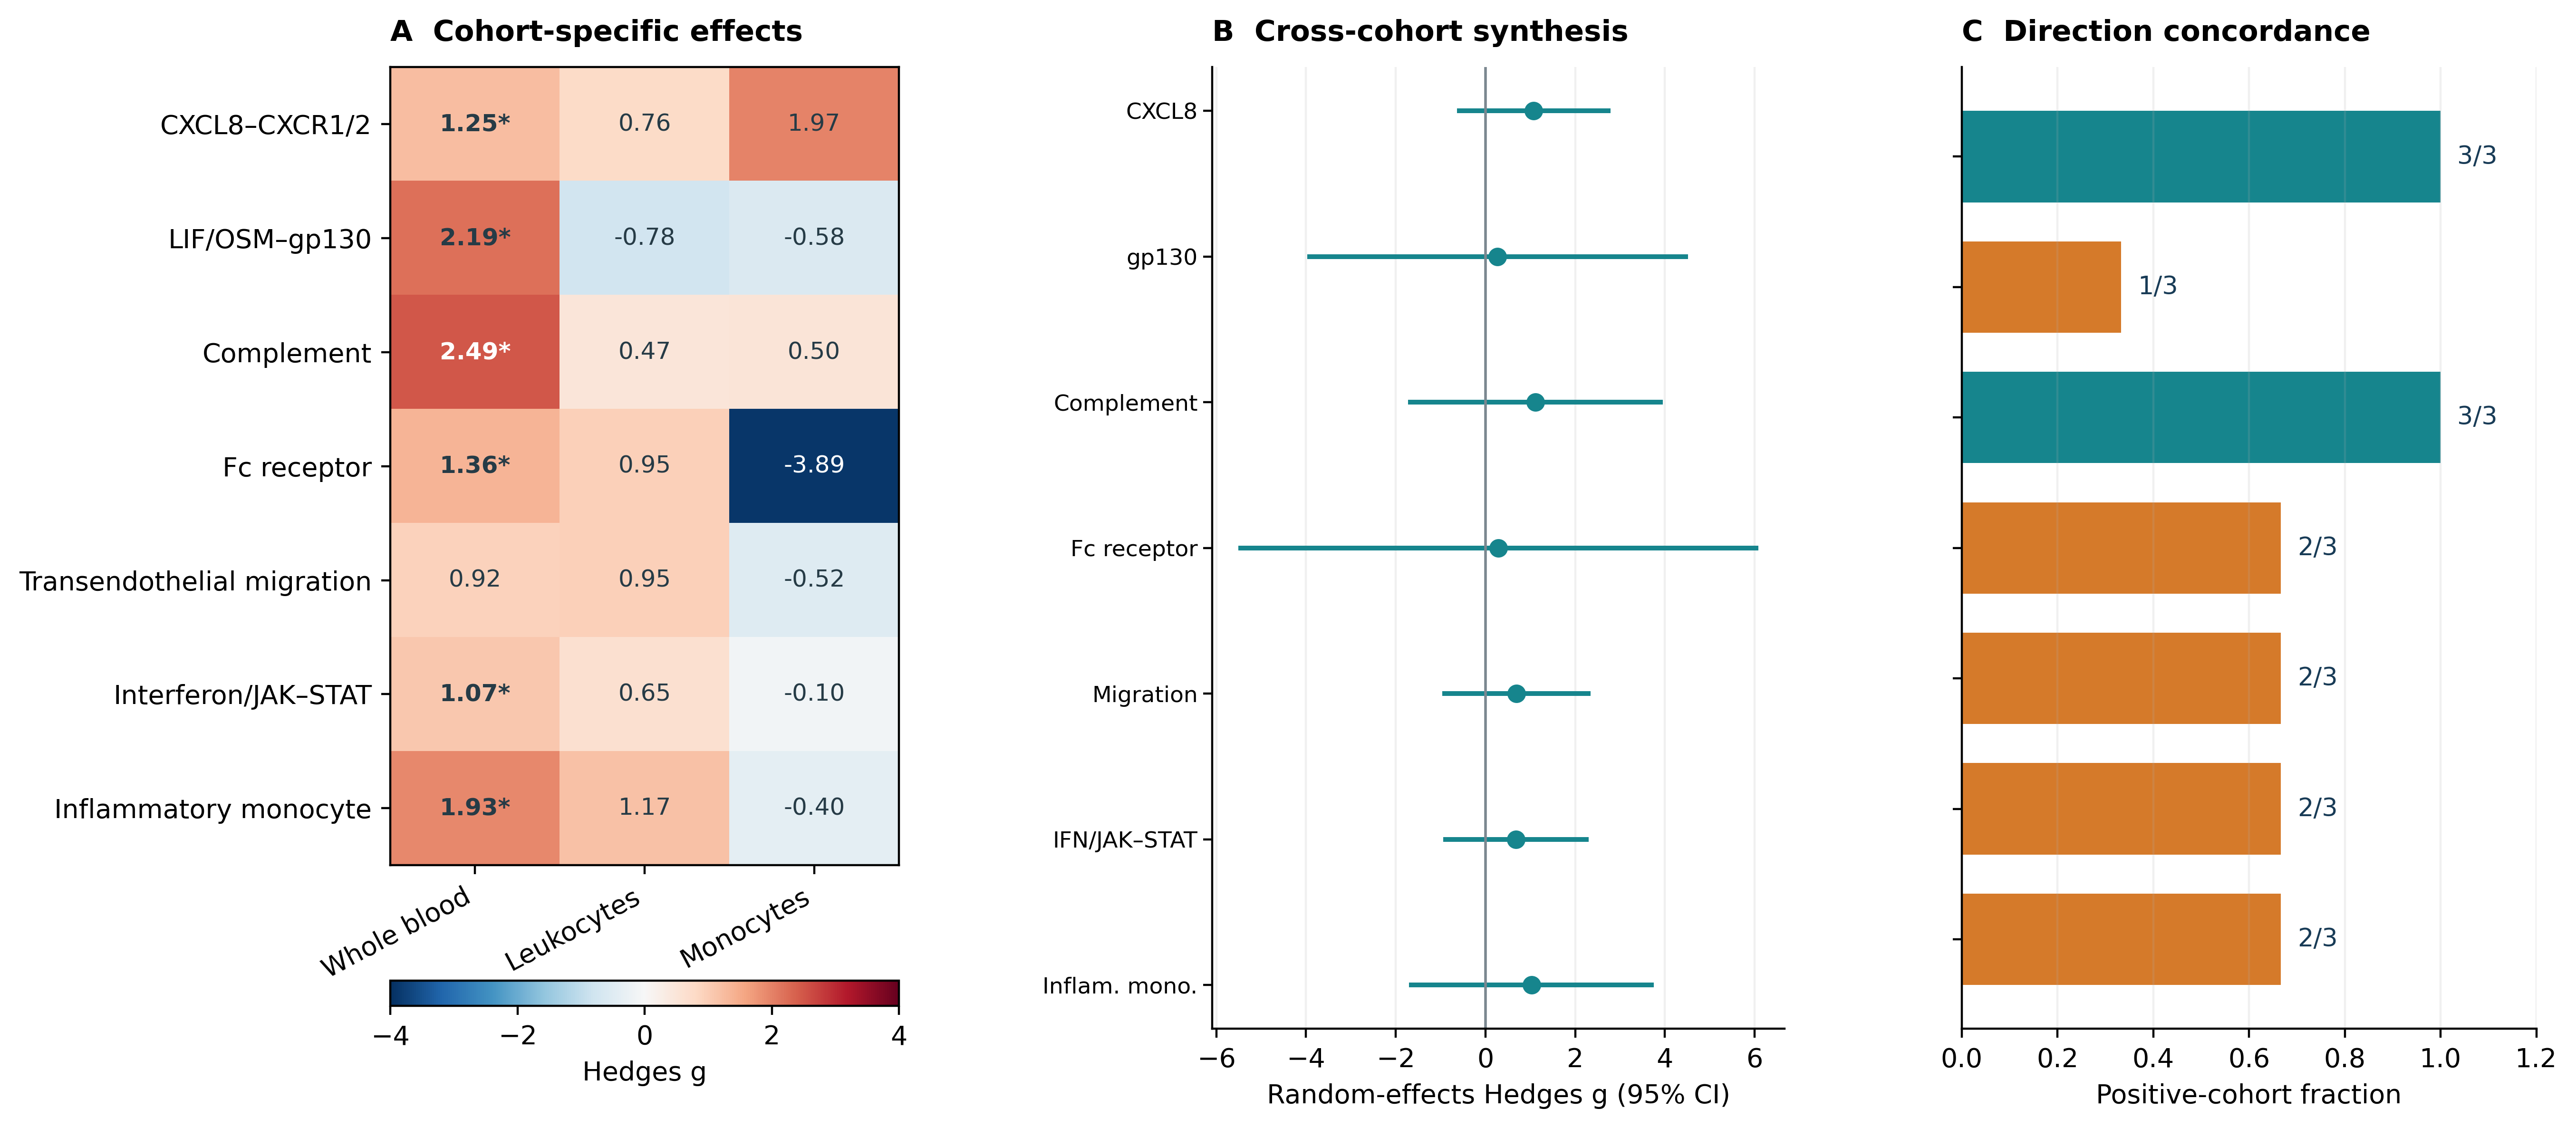 A Cohort-specific effects
CXCL8–CXCR1/2 1.25* 0.76 1.97
LIF/OSM–gp130 2.19* -0.78 -0.58
Complement 2.49* 0.47 0.50
Fc receptor 1.36* 0.95 -3.89
Transendothelial migration 0.92 0.95 -0.52
Interferon/JAK–STAT 1.07* 0.65 -0.10
Inflammatory monocyte 1.93* 1.17 -0.40
Whole blood Leukocytes Monocytes
−4 −2 0 2 4
Hedges g
B Cross-cohort synthesis
CXCL8
gp130
Complement
Fc receptor
Migration
IFN/JAK–STAT
Inflam. mono.
−6 −4 −2 0 2 4 6
Random-effects Hedges g (95% CI)
C Direction concordance
3/3
1/3
3/3
2/3
2/3
2/3
2/3
0.0 0.2 0.4 0.6 0.8 1.0 1.2
Positive-cohort fraction